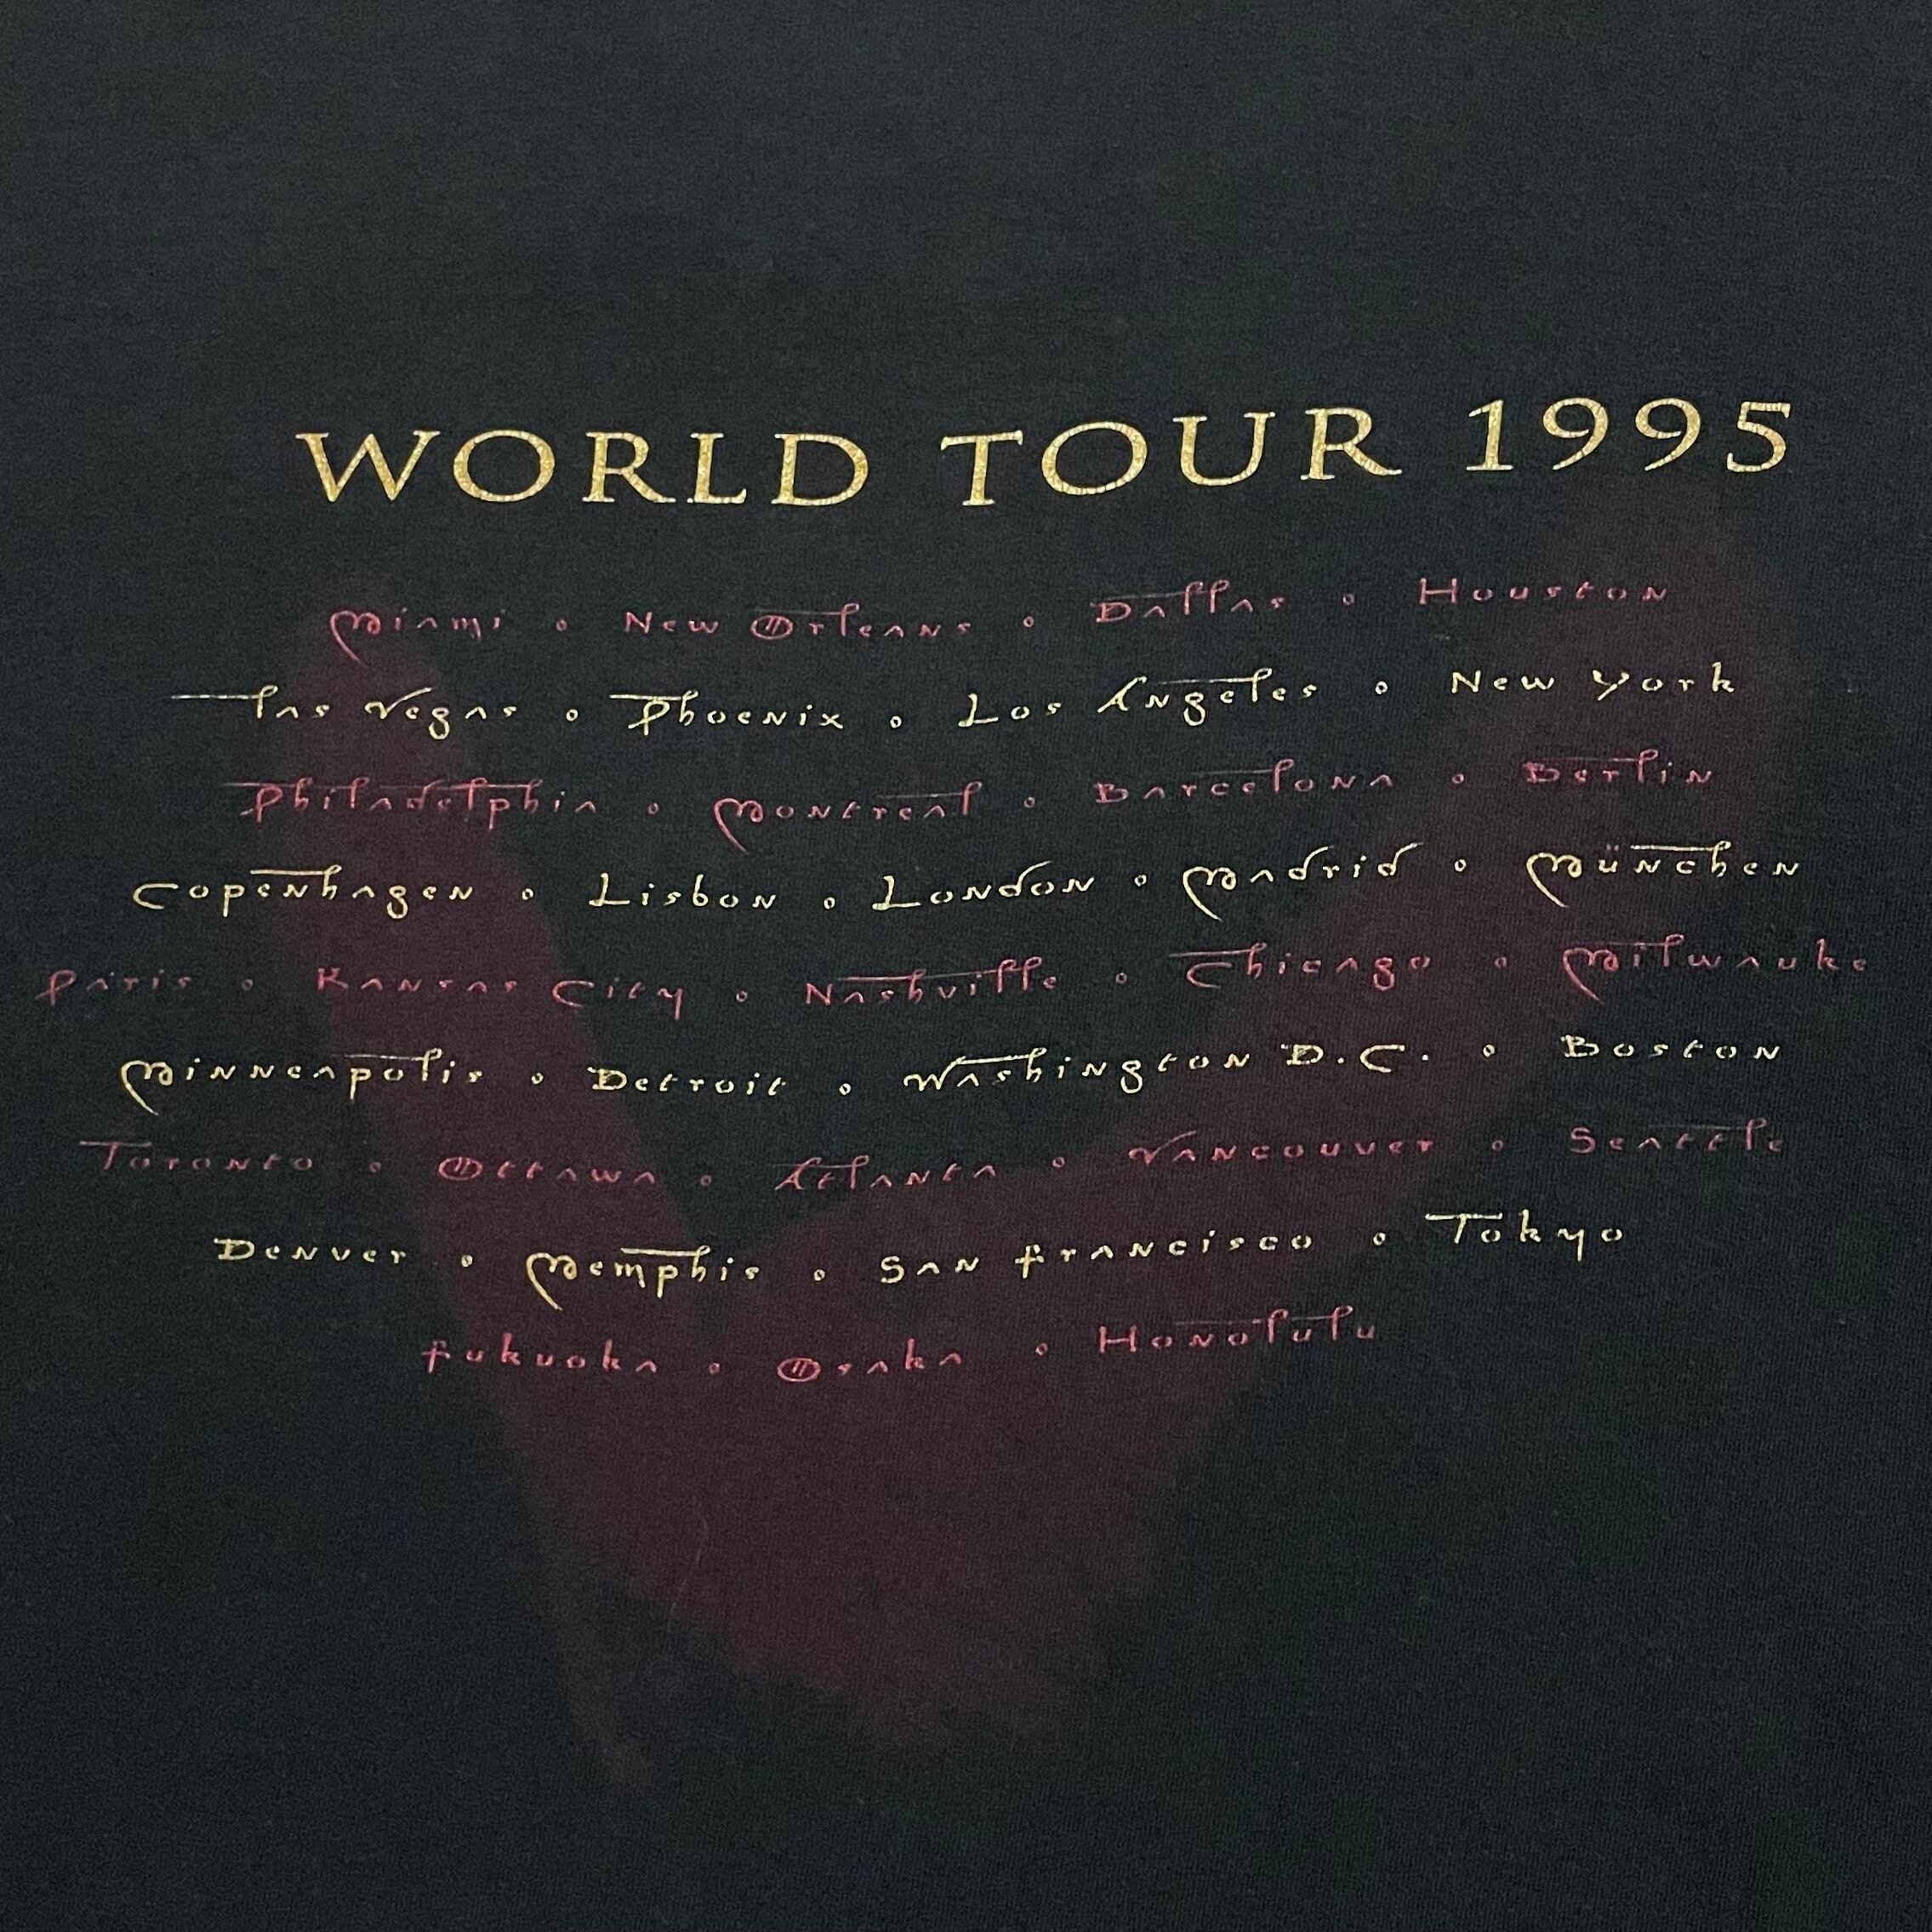 WORLD TOUR 1995
Miami • New Orleans • Dallas • Houston
Las Vegas • Phoenix • Los Angeles • New York
Philadelphia • Montreal • Barcelona • Berlin
Copenhagen • Lisbon • London • Madrid • München
Paris • Kansas City • Nashville • Chicago • Milwauke
Minneapolis • Detroit • Washington D.C. • Boston
Toronto • Ottawa • Atlanta • Vancouver • Seattle
Denver • Memphis • San Francisco • Tokyo
Fukuoka • Osaka • Honolulu